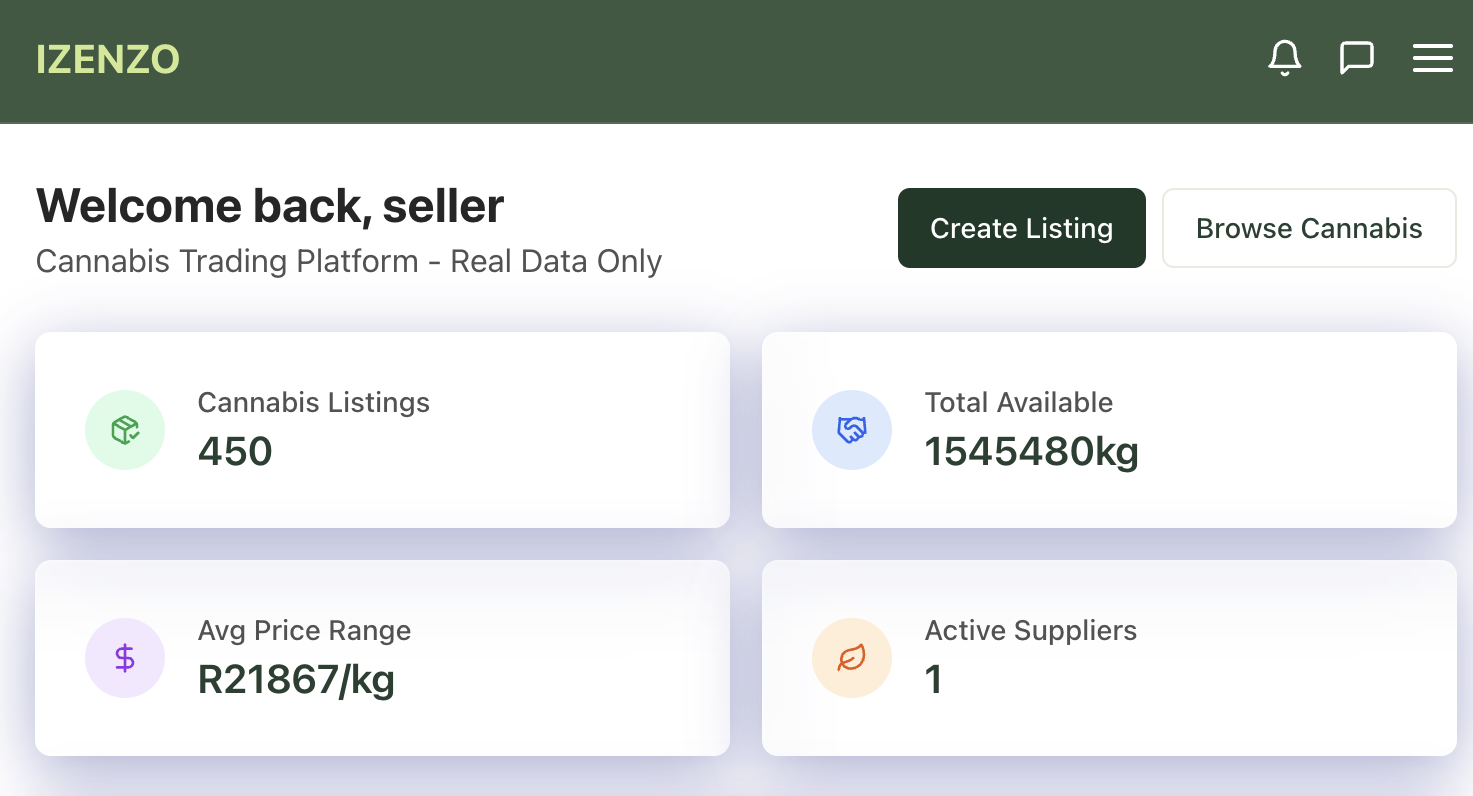 IZENZO
Welcome back, seller
Cannabis Trading Platform - Real Data Only
Create Listing
Browse Cannabis
Cannabis Listings
450
Total Available
1545480kg
Avg Price Range
R21867/kg
Active Suppliers
1